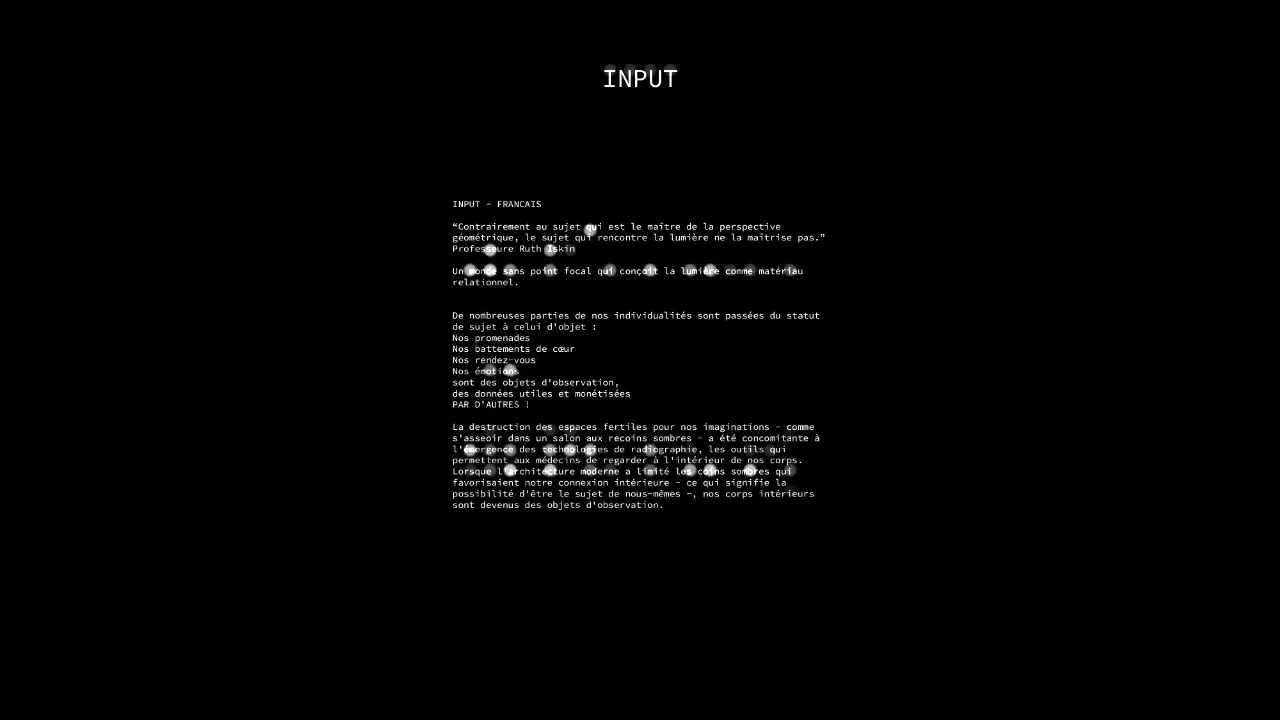 INPUT
INPUT – FRANCAIS
“Contrairement au sujet qui est le maître de la perspective
géométrique, le sujet qui rencontre la lumière ne la maîtrise pas.”
Professeure Ruth Iskin
Un monde sans point focal qui conçoit la lumière comme matériau
relationnel.
De nombreuses parties de nos individualités sont passées du statut
de sujet à celui d'objet :
Nos promenades
Nos battements de cœur
Nos rendez-vous
Nos émotions
sont des objets d'observation,
des données utiles et monétisées
PAR D'AUTRES !
La destruction des espaces fertiles pour nos imaginations – comme
s'asseoir dans un salon aux recoins sombres – a été concomitante à
l'émergence des technologies de radiographie, les outils qui
permettent aux médecins de regarder à l'intérieur de nos corps.
Lorsque l'architecture moderne a limité les coins sombres qui
favorisaient notre connexion intérieure – ce qui signifie la
possibilité d'être le sujet de nous-mêmes –, nos corps intérieurs
sont devenus des objets d'observation.